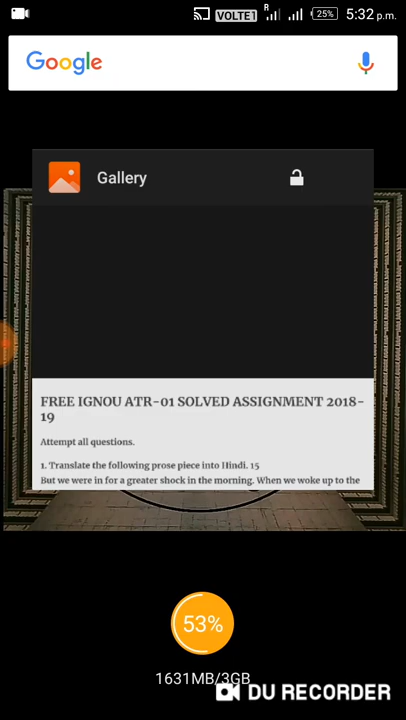 VOLTE1 R 25% 5:32 p.m.
Google
Gallery
FREE IGNOU ATR-01 SOLVED ASSIGNMENT 2018-
19
Attempt all questions.
1. Translate the following prose piece into Hindi. 15
But we were in for a greater shock in the morning. When we woke up to the
53%
1631MB/3GB
DU RECORDER